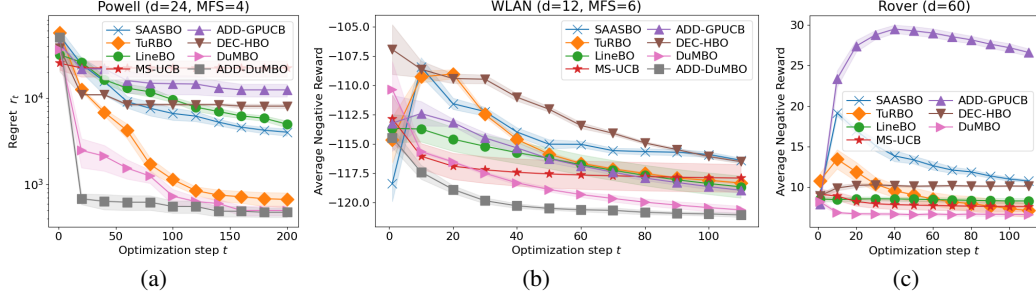 Powell (d=24, MFS=4)
Regret r_t
10^4
10^3
0
50
100
150
200
Optimization step t
SAASBO
TuRBO
LineBO
MS-UCB
ADD-GPUCB
DEC-HBO
DuMBO
ADD-DuMBO
(a)
WLAN (d=12, MFS=6)
Average Negative Reward
−105.0
−107.5
−110.0
−112.5
−115.0
−117.5
−120.0
0
20
40
60
80
100
Optimization step t
SAASBO
TuRBO
LineBO
MS-UCB
ADD-GPUCB
DEC-HBO
DuMBO
ADD-DuMBO
(b)
Rover (d=60)
Average Negative Reward
30
25
20
15
10
0
20
40
60
80
100
Optimization step t
SAASBO
TuRBO
LineBO
MS-UCB
ADD-GPUCB
DEC-HBO
DuMBO
(c)